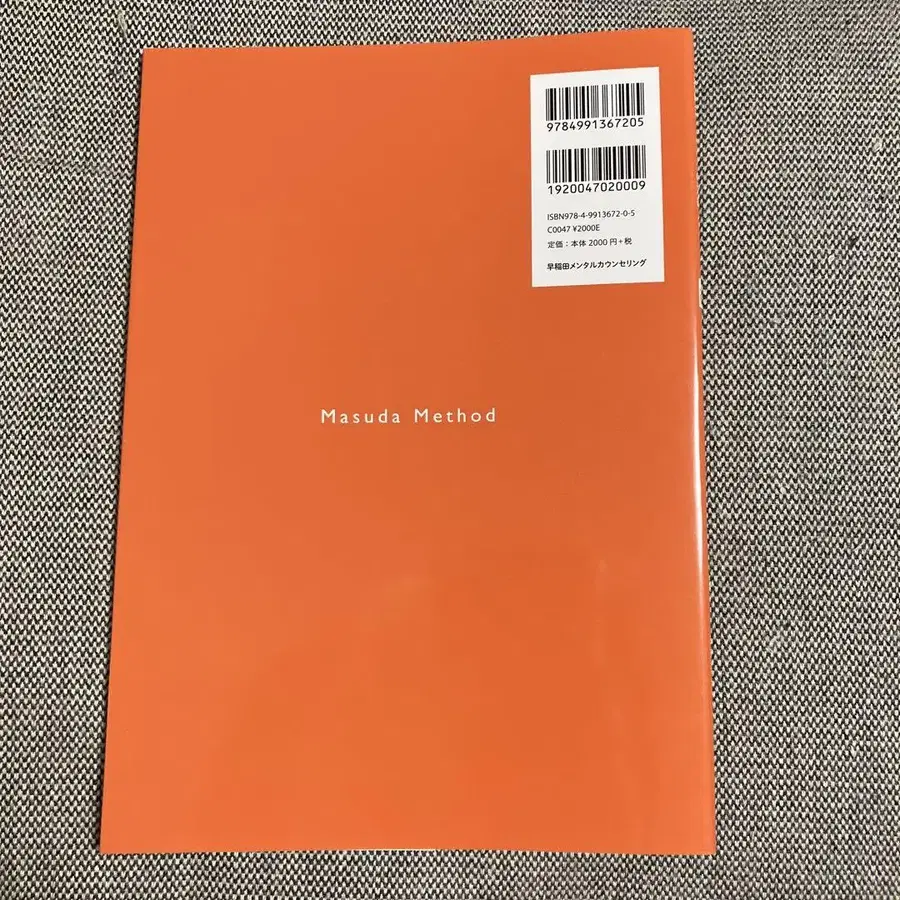 9784991367205
1920047020009
ISBN978-4-9913672-0-5
C0047 ¥2000E
定価：本体 2000 円+税
早稲田メンタルカウンセリング
Masuda Method